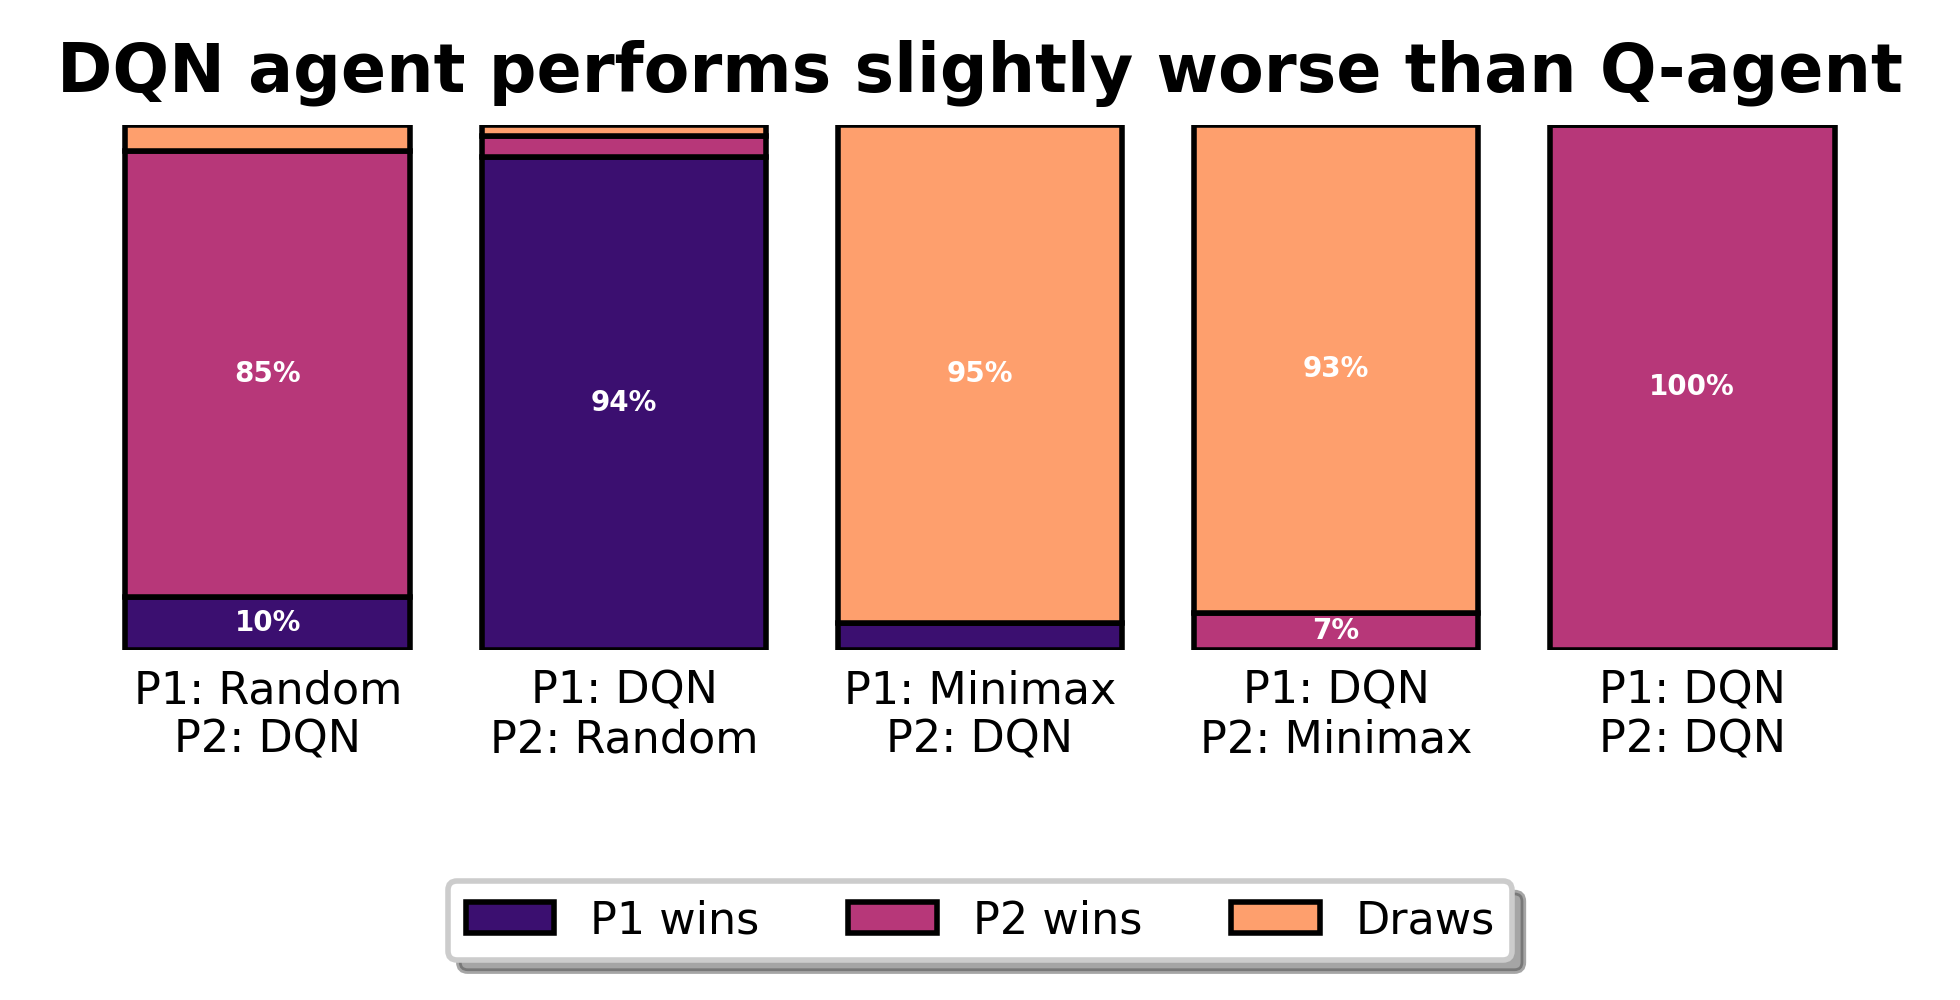 DQN agent performs slightly worse than Q-agent
85%
10%
94%
95%
93%
7%
100%
P1: Random
P2: DQN
P1: DQN
P2: Random
P1: Minimax
P2: DQN
P1: DQN
P2: Minimax
P1: DQN
P2: DQN
P1 wins
P2 wins
Draws